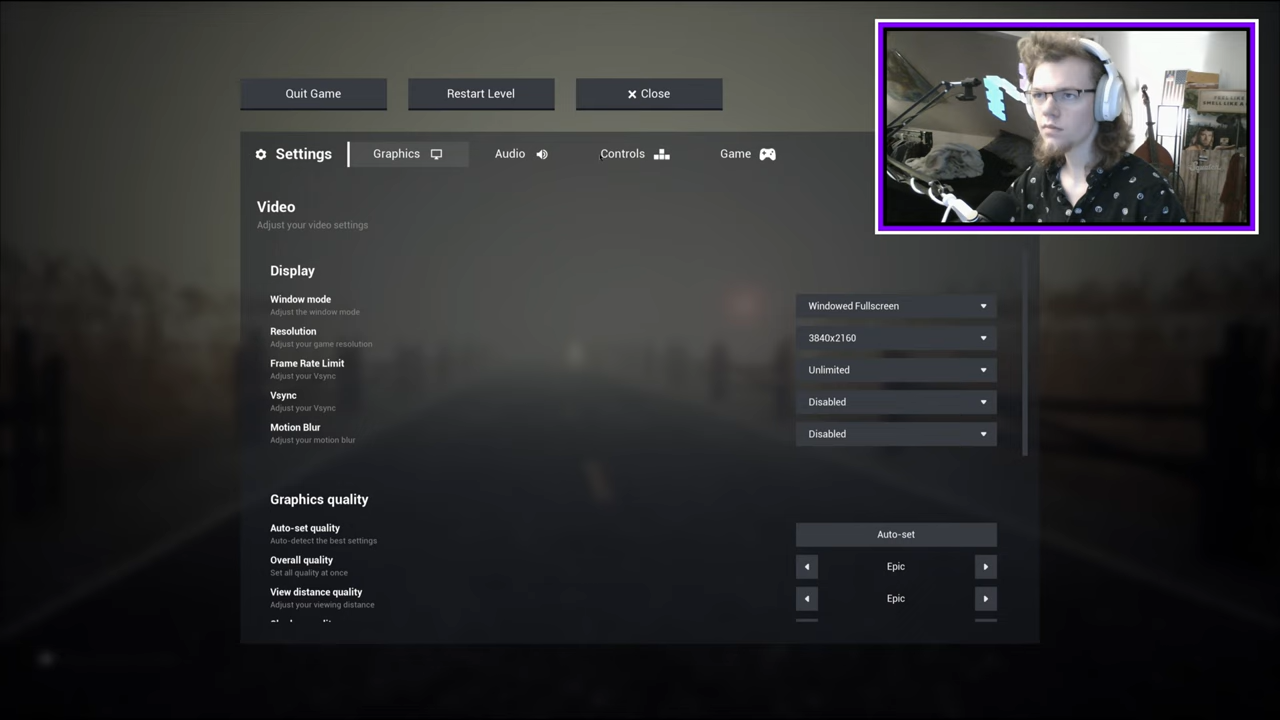 Quit Game
Restart Level
Close
Settings
Graphics
Audio
Controls
Game
Video
Adjust your video settings
Display
Window mode
Adjust the window mode
Windowed Fullscreen
Resolution
Adjust your game resolution
3840x2160
Frame Rate Limit
Adjust your Vsync
Unlimited
Vsync
Adjust your Vsync
Disabled
Motion Blur
Adjust your motion blur
Disabled
Graphics quality
Auto-set quality
Auto-detect the best settings
Auto-set
Overall quality
Set all quality at once
Epic
View distance quality
Adjust your viewing distance
Epic
FEEL LIKE
SMELL LIKE A